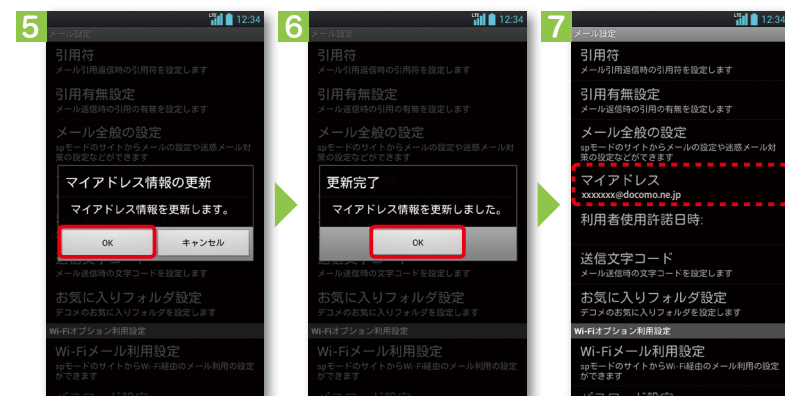 5
LTE 12:34
メール設定
引用符
メール引用返信時の引用符を設定します
引用有無設定
メール返信時の引用の有無を設定します
メール全般の設定
spモードのサイトからメールの設定や迷惑メール対
策の設定などができます
マイアドレス情報の更新
マイアドレス情報を更新します。
OK キャンセル
送信文字コード
メール送信時の文字コードを設定します
お気に入りフォルダ設定
デコメのお気に入りフォルダを設定します
Wi-Fiオプション利用設定
Wi-Fiメール利用設定
spモードのサイトからWi-Fi経由のメール利用の設定
ができます
6
LTE 12:34
メール設定
引用符
メール引用返信時の引用符を設定します
引用有無設定
メール返信時の引用の有無を設定します
メール全般の設定
spモードのサイトからメールの設定や迷惑メール対
策の設定などができます
更新完了
マイアドレス情報を更新しました。
OK
送信文字コード
メール送信時の文字コードを設定します
お気に入りフォルダ設定
デコメのお気に入りフォルダを設定します
Wi-Fiオプション利用設定
Wi-Fiメール利用設定
spモードのサイトからWi-Fi経由のメール利用の設定
ができます
7
LTE 12:34
メール設定
引用符
メール引用返信時の引用符を設定します
引用有無設定
メール返信時の引用の有無を設定します
メール全般の設定
spモードのサイトからメールの設定や迷惑メール対
策の設定などができます
マイアドレス
xxxxxxx@docomo.ne.jp
利用者使用許諾日時:
送信文字コード
メール送信時の文字コードを設定します
お気に入りフォルダ設定
デコメのお気に入りフォルダを設定します
Wi-Fiオプション利用設定
Wi-Fiメール利用設定
spモードのサイトからWi-Fi経由のメール利用の設定
ができます